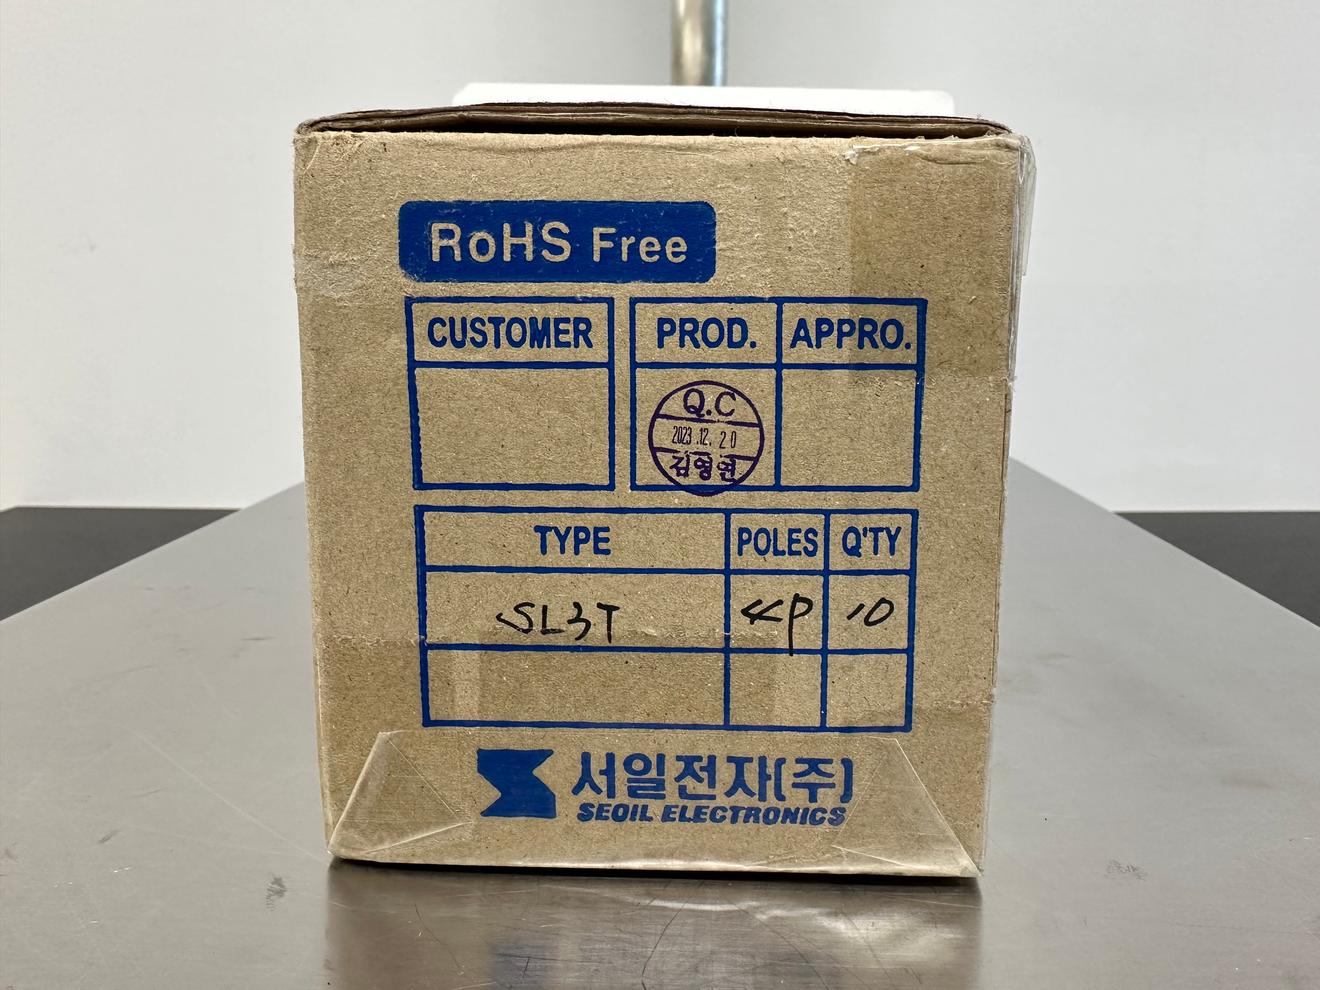 RoHS Free
CUSTOMER PROD. APPRO.
Q.C
2023.12.20
김영연
TYPE POLES Q'TY
SL3T 4P 10
서일전자(주)
SEOIL ELECTRONICS